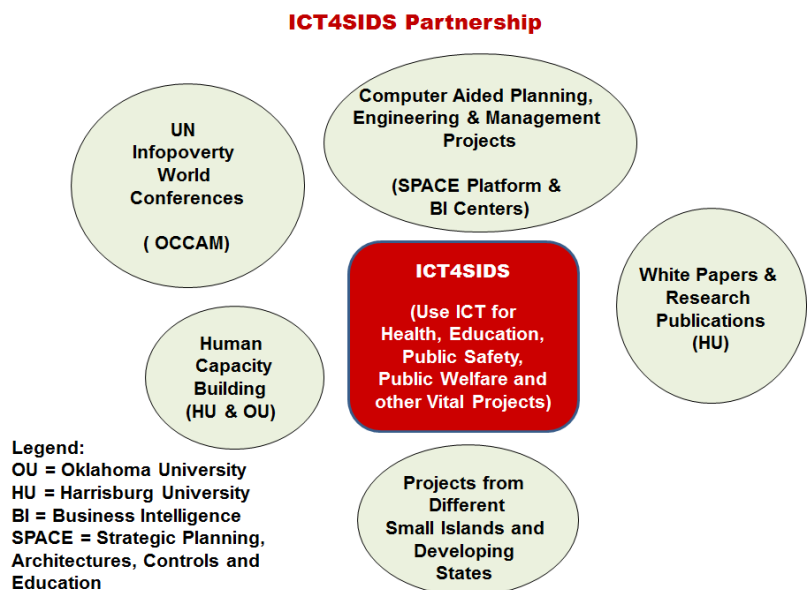 ICT4SIDS Partnership
UN
Infopoverty
World
Conferences
( OCCAM)
Computer Aided Planning,
Engineering & Management
Projects
(SPACE Platform &
BI Centers)
ICT4SIDS
(Use ICT for
Health, Education,
Public Safety,
Public Welfare and
other Vital Projects)
White Papers &
Research
Publications
(HU)
Human
Capacity
Building
(HU & OU)
Projects from
Different
Small Islands and
Developing
States
Legend:
OU = Oklahoma University
HU = Harrisburg University
BI = Business Intelligence
SPACE = Strategic Planning,
Architectures, Controls and
Education